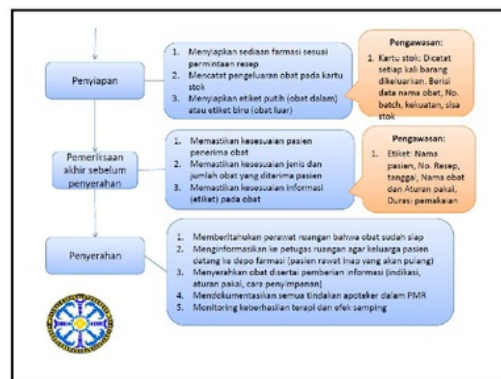 Penyiapan
1. Menyiapkan sediaan farmasi sesuai
permintaan resep
2. Mencatat pengeluaran obat pada kartu
stok
3. Menyiapkan etiket putih (obat dalam)
atau etiket biru (obat luar)
Pengawasan:
1. Kartu stok: Dicatat
setiap kali barang
dikeluarkan. Berisi
data nama obat, No.
batch, kekuatan, sisa
stok
Pemeriksaan
akhir sebelum
penyerahan
1. Memastikan kesesuaian pasien
penerima obat
2. Memastikan kesesuaian jenis dan
jumlah obat yang diterima pasien
3. Memastikan kesesuaian informasi
(etiket) pada obat
Pengawasan:
1. Etiket: Nama
pasien, No. Resep,
tanggal, Nama obat
dan Aturan pakai,
Durasi pemakaian
Penyerahan
1. Memberitahukan perawat ruangan bahwa obat sudah siap
2. Menginformasikan ke petugas ruangan agar keluarga pasien
datang ke depo farmasi (pasien rawat inap yang akan pulang)
3. Menyerahkan obat disertai pemberian informasi (indikasi,
aturan pakai, cara penyimpanan)
4. Mendokumentasikan semua tindakan apoteker dalam PMR
5. Monitoring keberhasilan terapi dan efek samping